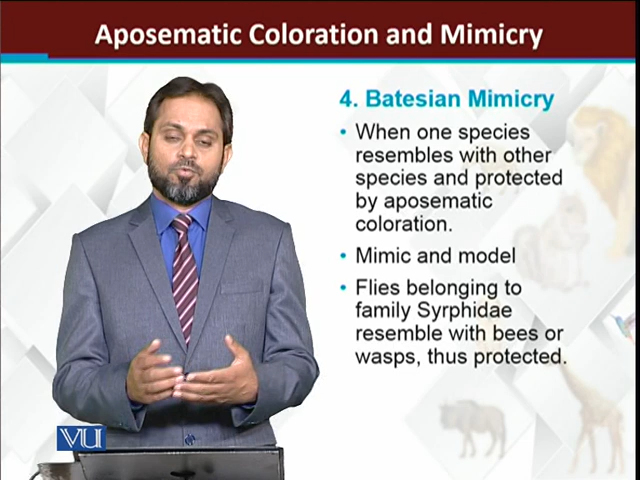 Aposematic Coloration and Mimicry
4. Batesian Mimicry
• When one species
resembles with other
species and protected
by aposematic
coloration.
• Mimic and model
• Flies belonging to
family Syrphidae
resemble with bees or
wasps, thus protected.
VU